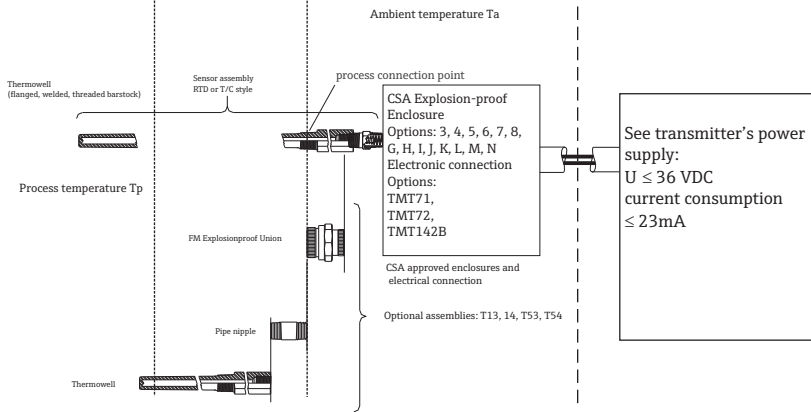 Ambient temperature Ta
Thermowell
(flanged, welded, threaded barstock)
Sensor assembly
RTD or T/C style
process connection point
CSA Explosion-proof
Enclosure
Options: 3, 4, 5, 6, 7, 8,
G, H, I, J, K, L, M, N
Electronic connection
Options:
TMT71,
TMT72,
TMT142B
See transmitter's power
supply:
U ≤ 36 VDC
current consumption
≤ 23mA
Process temperature Tp
FM Explosionproof Union
CSA approved enclosures and
electrical connection
Optional assemblies: T13, 14, T53, T54
Pipe nipple
Thermowell